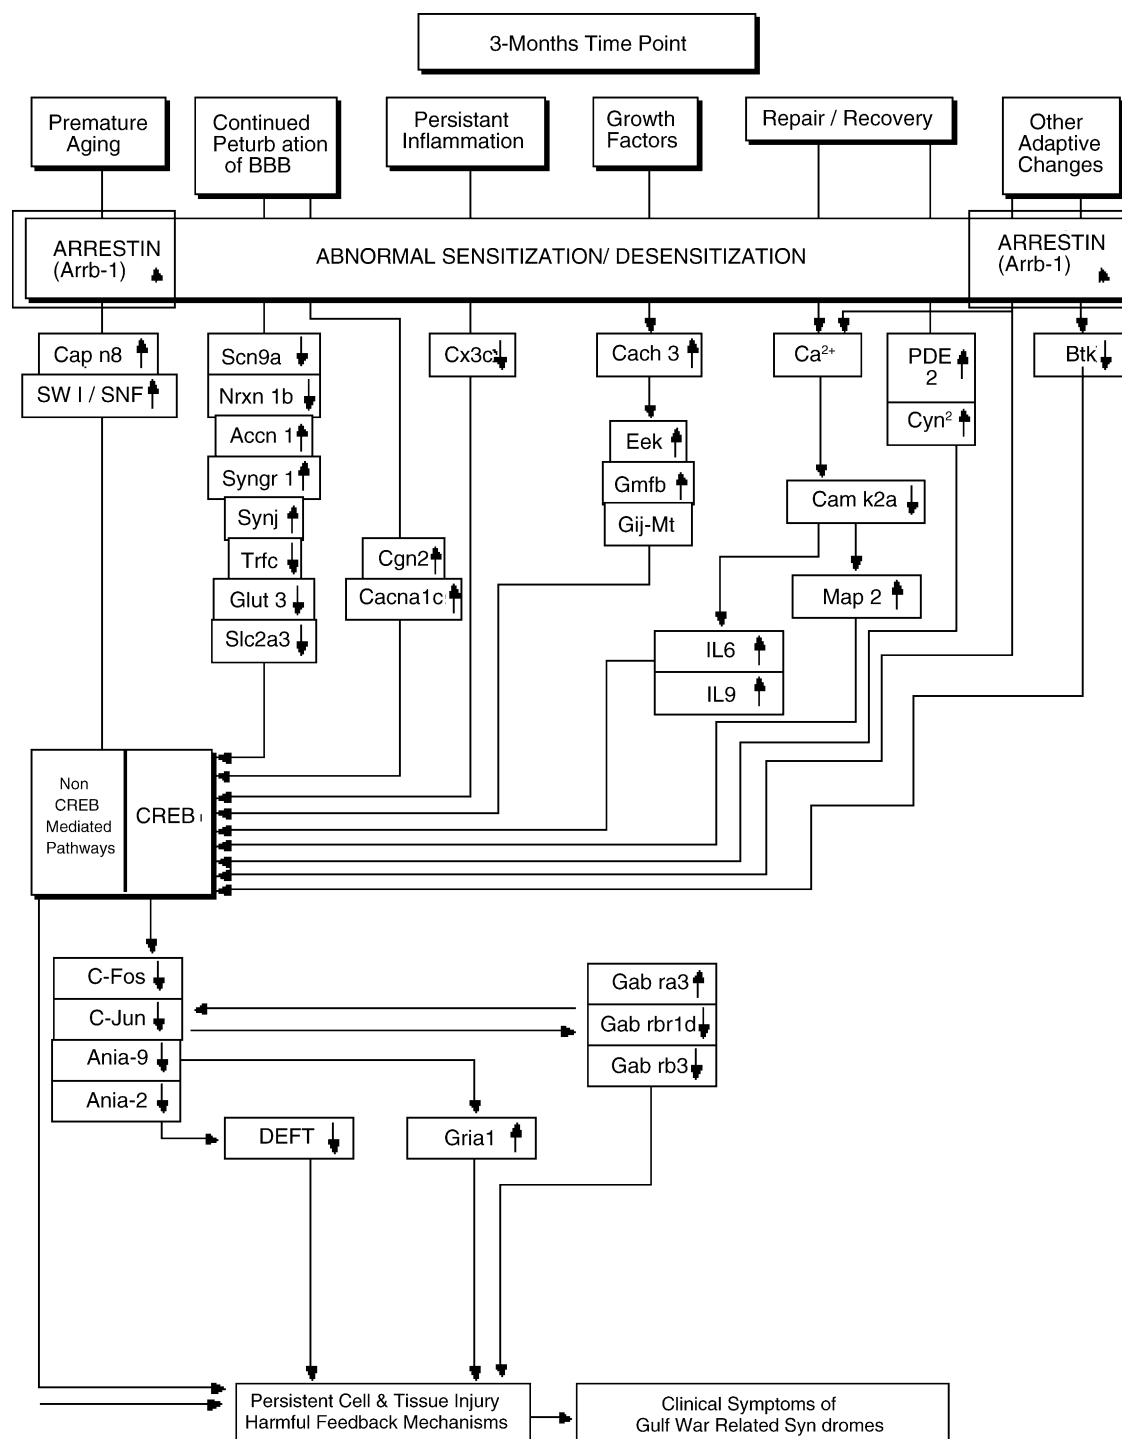 3-Months Time Point
Premature
Aging
Continued
Peturb ation
of BBB
Persistant
Inflammation
Growth
Factors
Repair / Recovery
Other
Adaptive
Changes
ARRESTIN
(Arrb-1)
ABNORMAL SENSITIZATION/ DESENSITIZATION
ARRESTIN
(Arrb-1)
Cap n8
SW I / SNF
Scn9a
Nrxn 1b
Accn 1
Syngr 1
Synj
Trfc
Glut 3
Slc2a3
Cgn2
Cacna1c
Cx3c
Cach 3
Eek
Gmfb
Gij-Mt
Ca²⁺
Cam k2a
Map 2
IL6
IL9
PDE
2
Cyn²
Btk
Non
CREB
Mediated
Pathways
CREB
C-Fos
C-Jun
Ania-9
Ania-2
Gab ra3
Gab rbr1d
Gab rb3
DEFT
Gria1
Persistent Cell & Tissue Injury
Harmful Feedback Mechanisms
Clinical Symptoms of
Gulf War Related Syn dromes